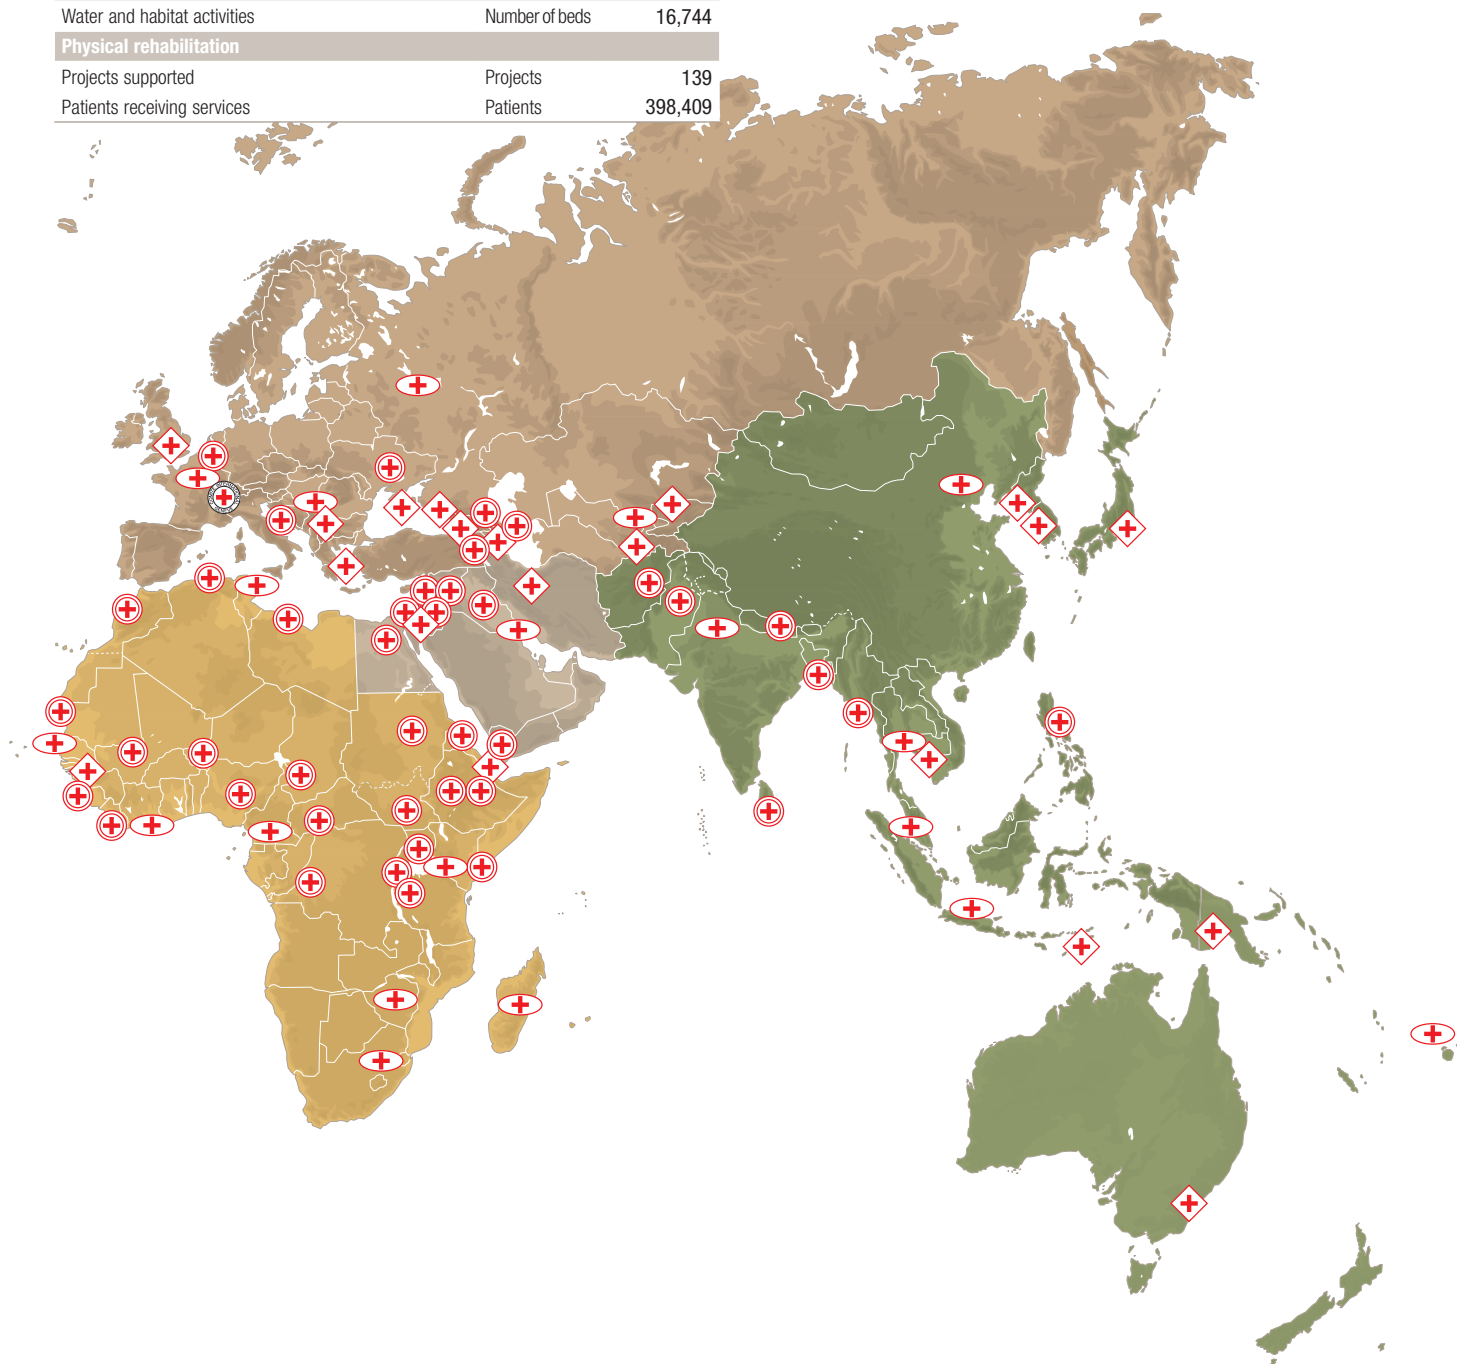 Water and habitat activities Number of beds 16,744
Physical rehabilitation
Projects supported Projects 139
Patients receiving services Patients 398,409